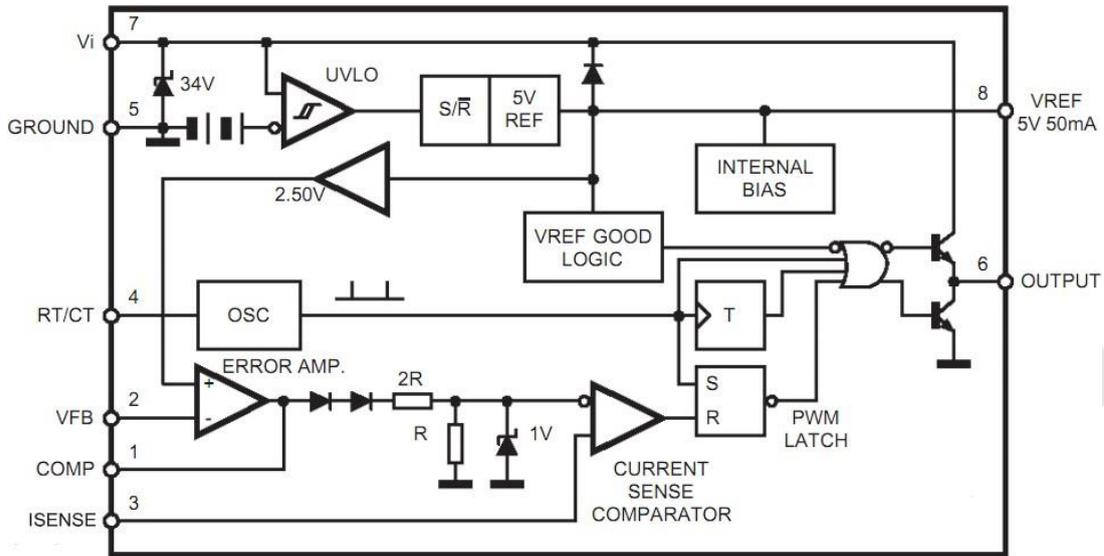 7
Vi
34V
UVLO
5
GROUND
S/R̅
5V
REF
8
VREF
5V 50mA
INTERNAL
BIAS
2.50V
VREF GOOD
LOGIC
6
OUTPUT
4
RT/CT
OSC
T
ERROR AMP.
+
-
2R
2
VFB
R
1V
S
R
PWM
LATCH
1
COMP
CURRENT
SENSE
COMPARATOR
3
ISENSE